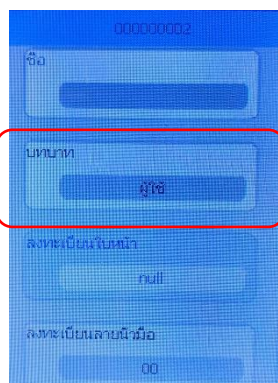 000000002
ชื่อ
บทบาท
ผู้ใช้
ลงทะเบียนใบหน้า
null
ลงทะเบียนลายนิ้วมือ
00